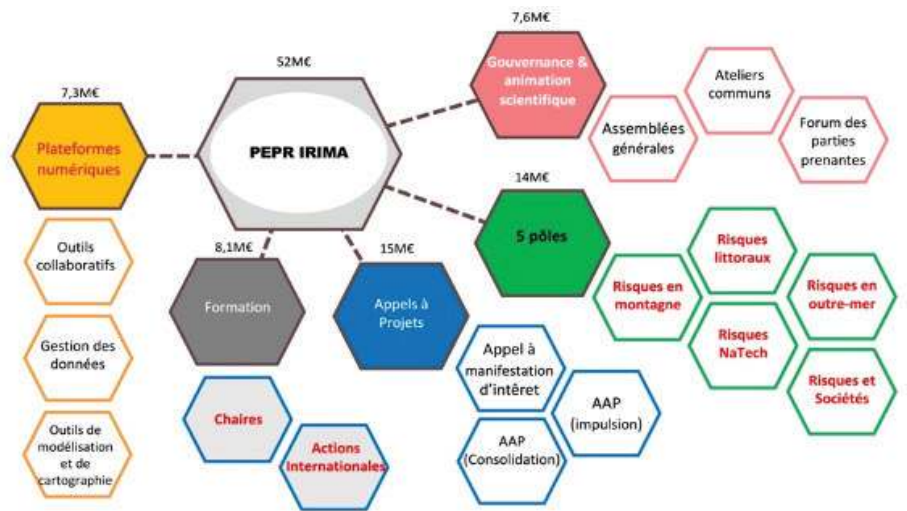 52M€
PEPR IRIMA
7,3M€
Plateformes
numériques
Outils
collaboratifs
Gestion des
données
Outils de
modélisation
et de
cartographie
8,1M€
Formation
Chaires
Actions
Internationales
15M€
Appels à
Projets
Appel à
manifestation
d'intêret
AAP
(impulsion)
AAP
(Consolidation)
7,6M€
Gouvernance &
animation
scientifique
Assemblées
générales
Ateliers
communs
Forum des
parties
prenantes
14M€
5 pôles
Risques en
montagne
Risques
littoraux
Risques
NaTech
Risques en
outre-mer
Risques et
Sociétés